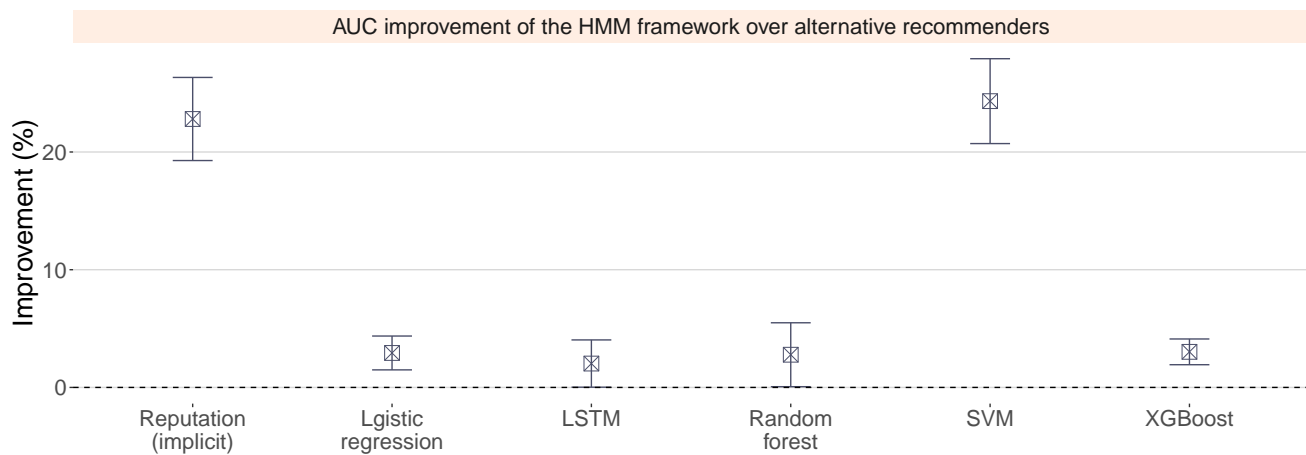 AUC improvement of the HMM framework over alternative recommenders
Improvement (%)
20
10
0
Reputation
(implicit)
Lgistic
regression
LSTM
Random
forest
SVM
XGBoost